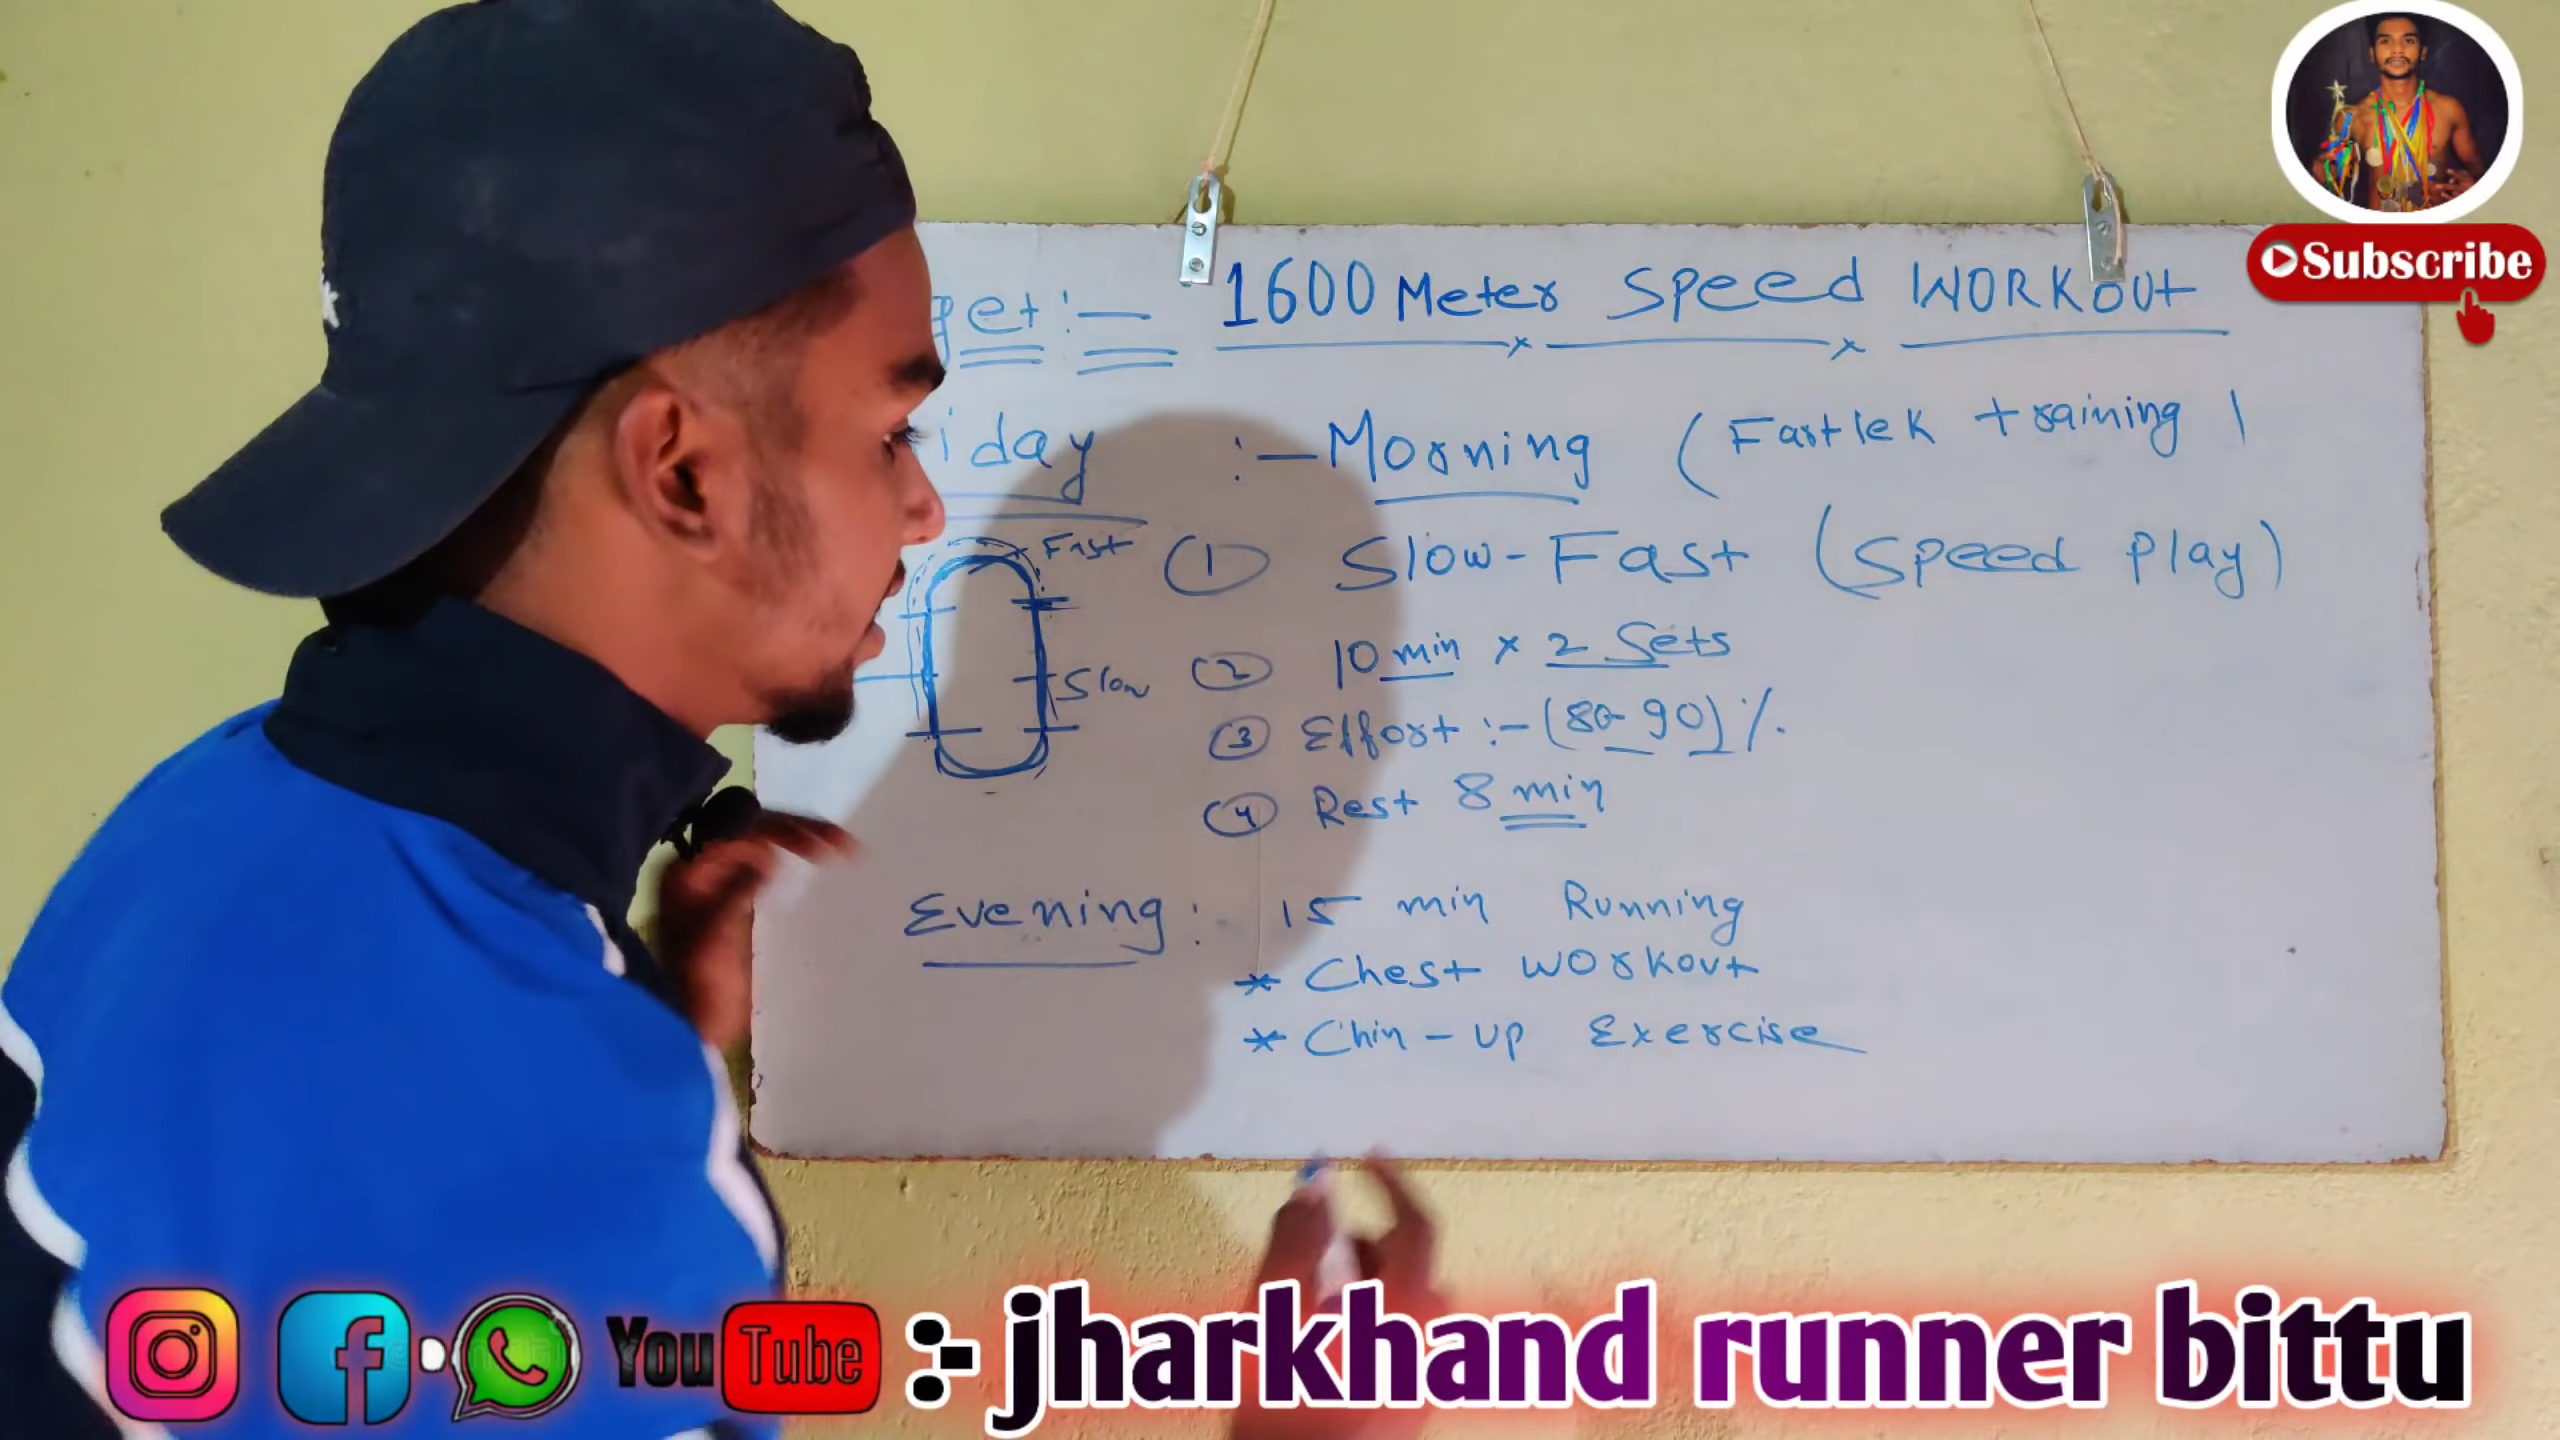 Subscribe
get :- 1600 Meter Speed WORKOUT
iday :- Morning (Fartlek training)
Fast
① Slow-Fast (Speed Play)
Slow
② 10 min × 2 Sets
③ Effort :- (80-90)%
④ Rest 8 min
Evening :- 15 min Running
* Chest workout
* Chin-up Exercise
You Tube :- jharkhand runner bittu